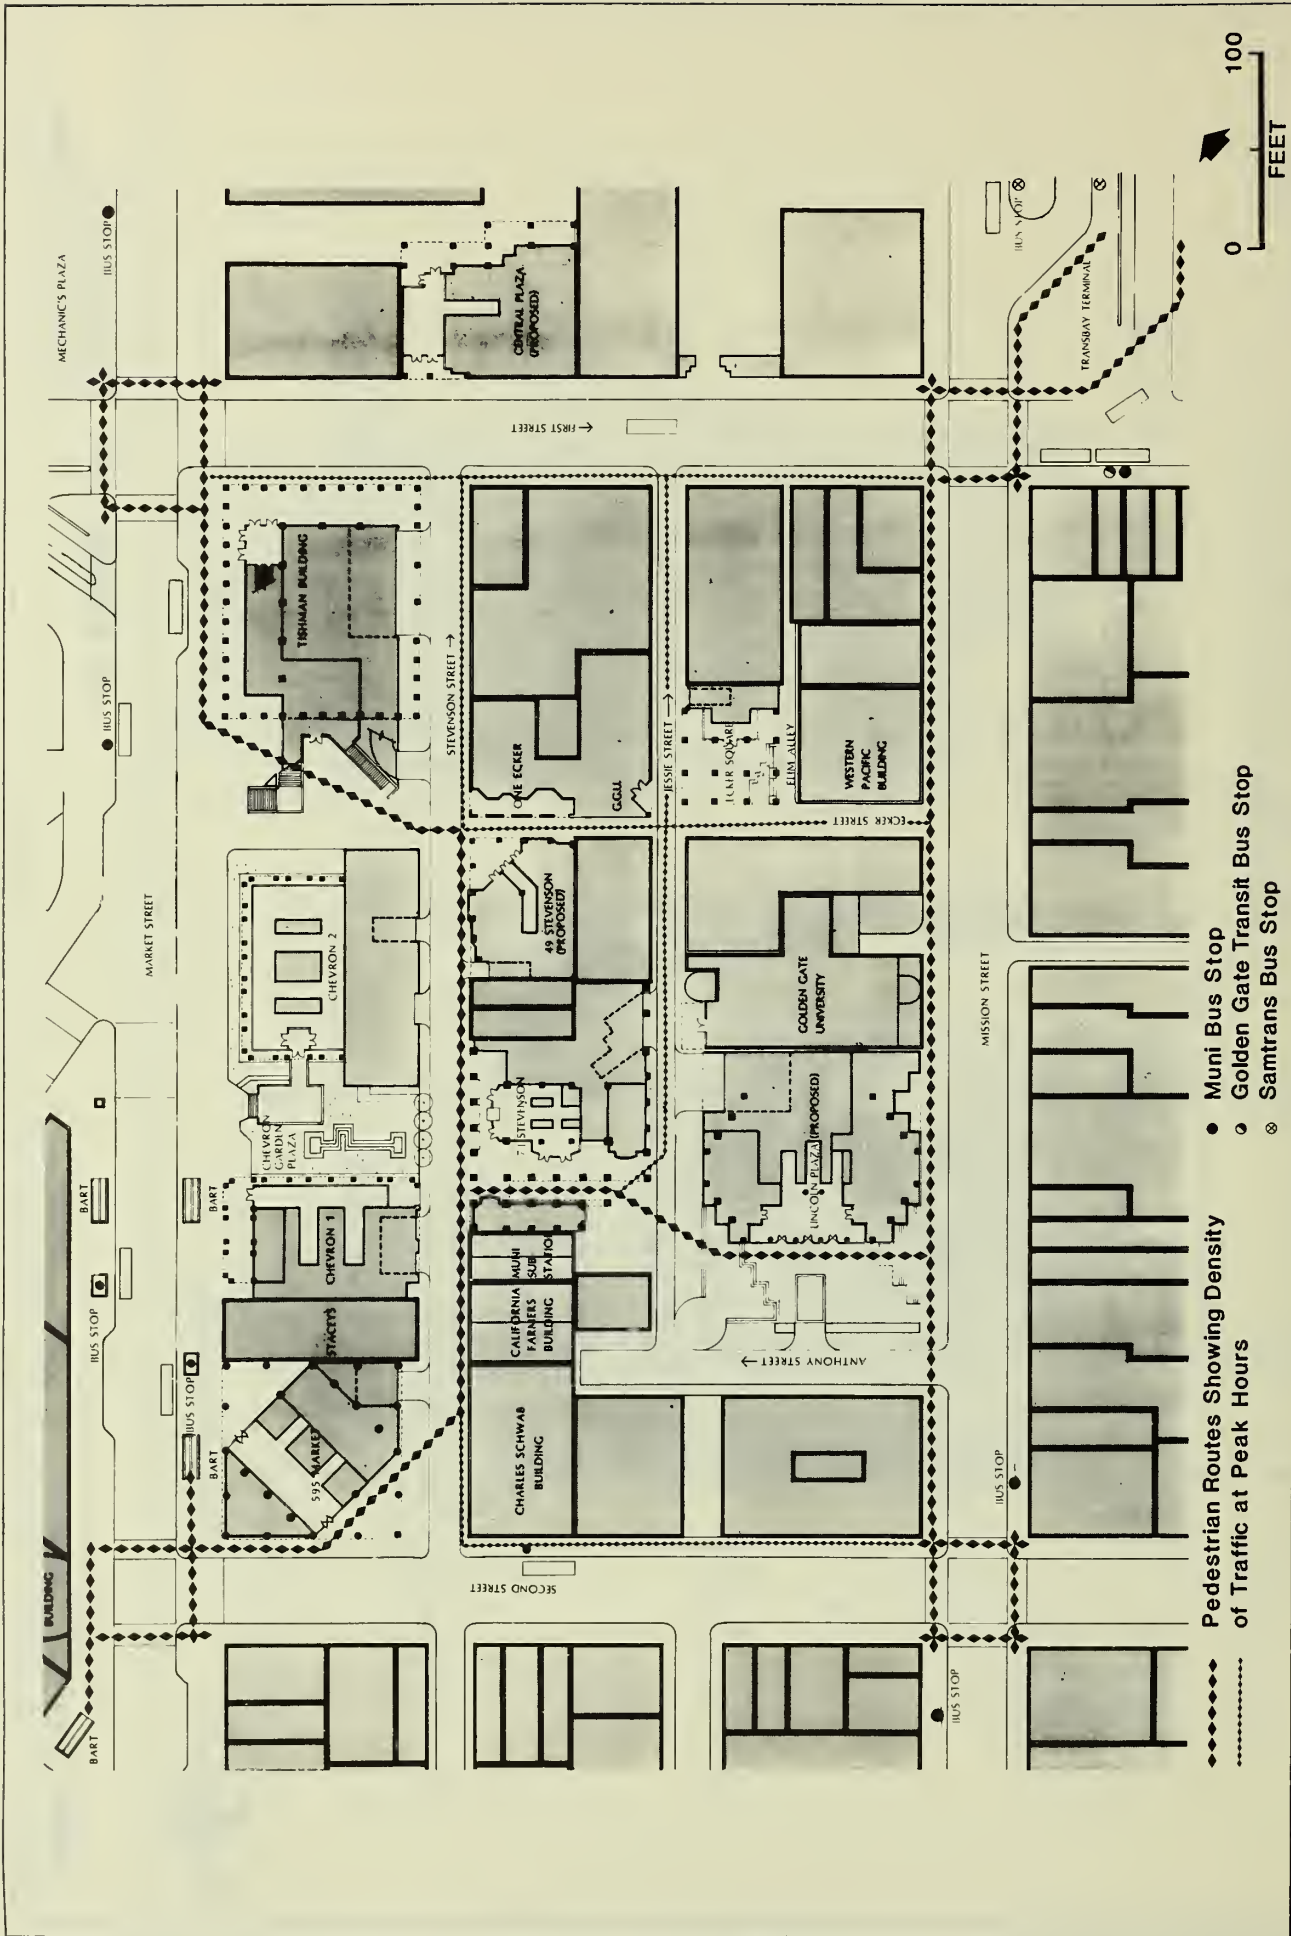 MECHANIC'S PLAZA
BUS STOP
BUS STOP
MARKET STREET
BART
BUS STOP
BUS STOP
BART
BART
BART
BUILDING
TISHMAN BUILDING
CHEVRON 2
CHEVRON
GARDEN
PLAZA
CHEVRON 1
STACEYS
595 MARKET
CENTRAL PLAZA
(PROPOSED)
← FIRST STREET
STEVENSON STREET →
ONE ECKER
G.G.U.
49 STEVENSON
(PROPOSED)
71 STEVENSON
MUNI
SUB
STATION
CALIFORNIA
FARMERS
BUILDING
CHARLES SCHWAB
BUILDING
SECOND STREET
JESSIE STREET →
ECKER SQUARE
ELIM ALLEY
WESTERN
PACIFIC
BUILDING
ECKER STREET
GOLDEN GATE
UNIVERSITY
LINCOLN PLAZA (PROPOSED)
ANTHONY STREET →
MISSION STREET
BUS STOP
BUS STOP
BUS STOP
TRANSBAY TERMINAL
Pedestrian Routes Showing Density
of Traffic at Peak Hours
Muni Bus Stop
Golden Gate Transit Bus Stop
Samtrans Bus Stop
0 100
FEET